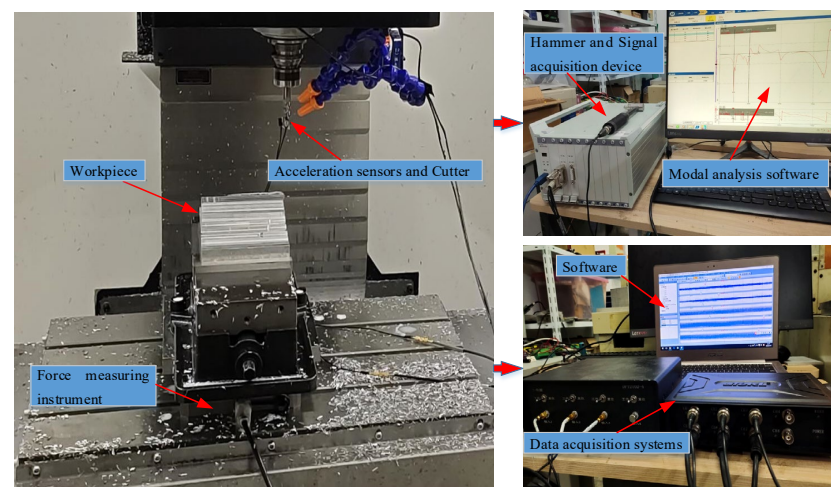 Workpiece
Acceleration sensors and Cutter
Force measuring
instrument
Hammer and Signal
acquisition device
Modal analysis software
Software
Data acquisition systems